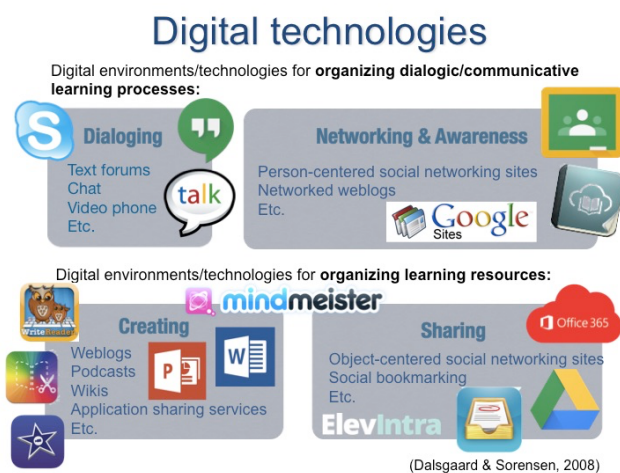 Digital technologies
Digital environments/technologies for organizing dialogic/communicative
learning processes:
S
Dialoging
Text forums
Chat
Video phone
Etc.
talk
Networking & Awareness
Person-centered social networking sites
Networked weblogs
Etc.
Google
Sites
Digital environments/technologies for organizing learning resources:
mindmeister
WriteReader
Creating
Weblogs
Podcasts
Wikis
Application sharing services
Etc.
P
W
Sharing
Office 365
Object-centered social networking sites
Social bookmarking
Etc.
ElevIntra
(Dalsgaard & Sorensen, 2008)